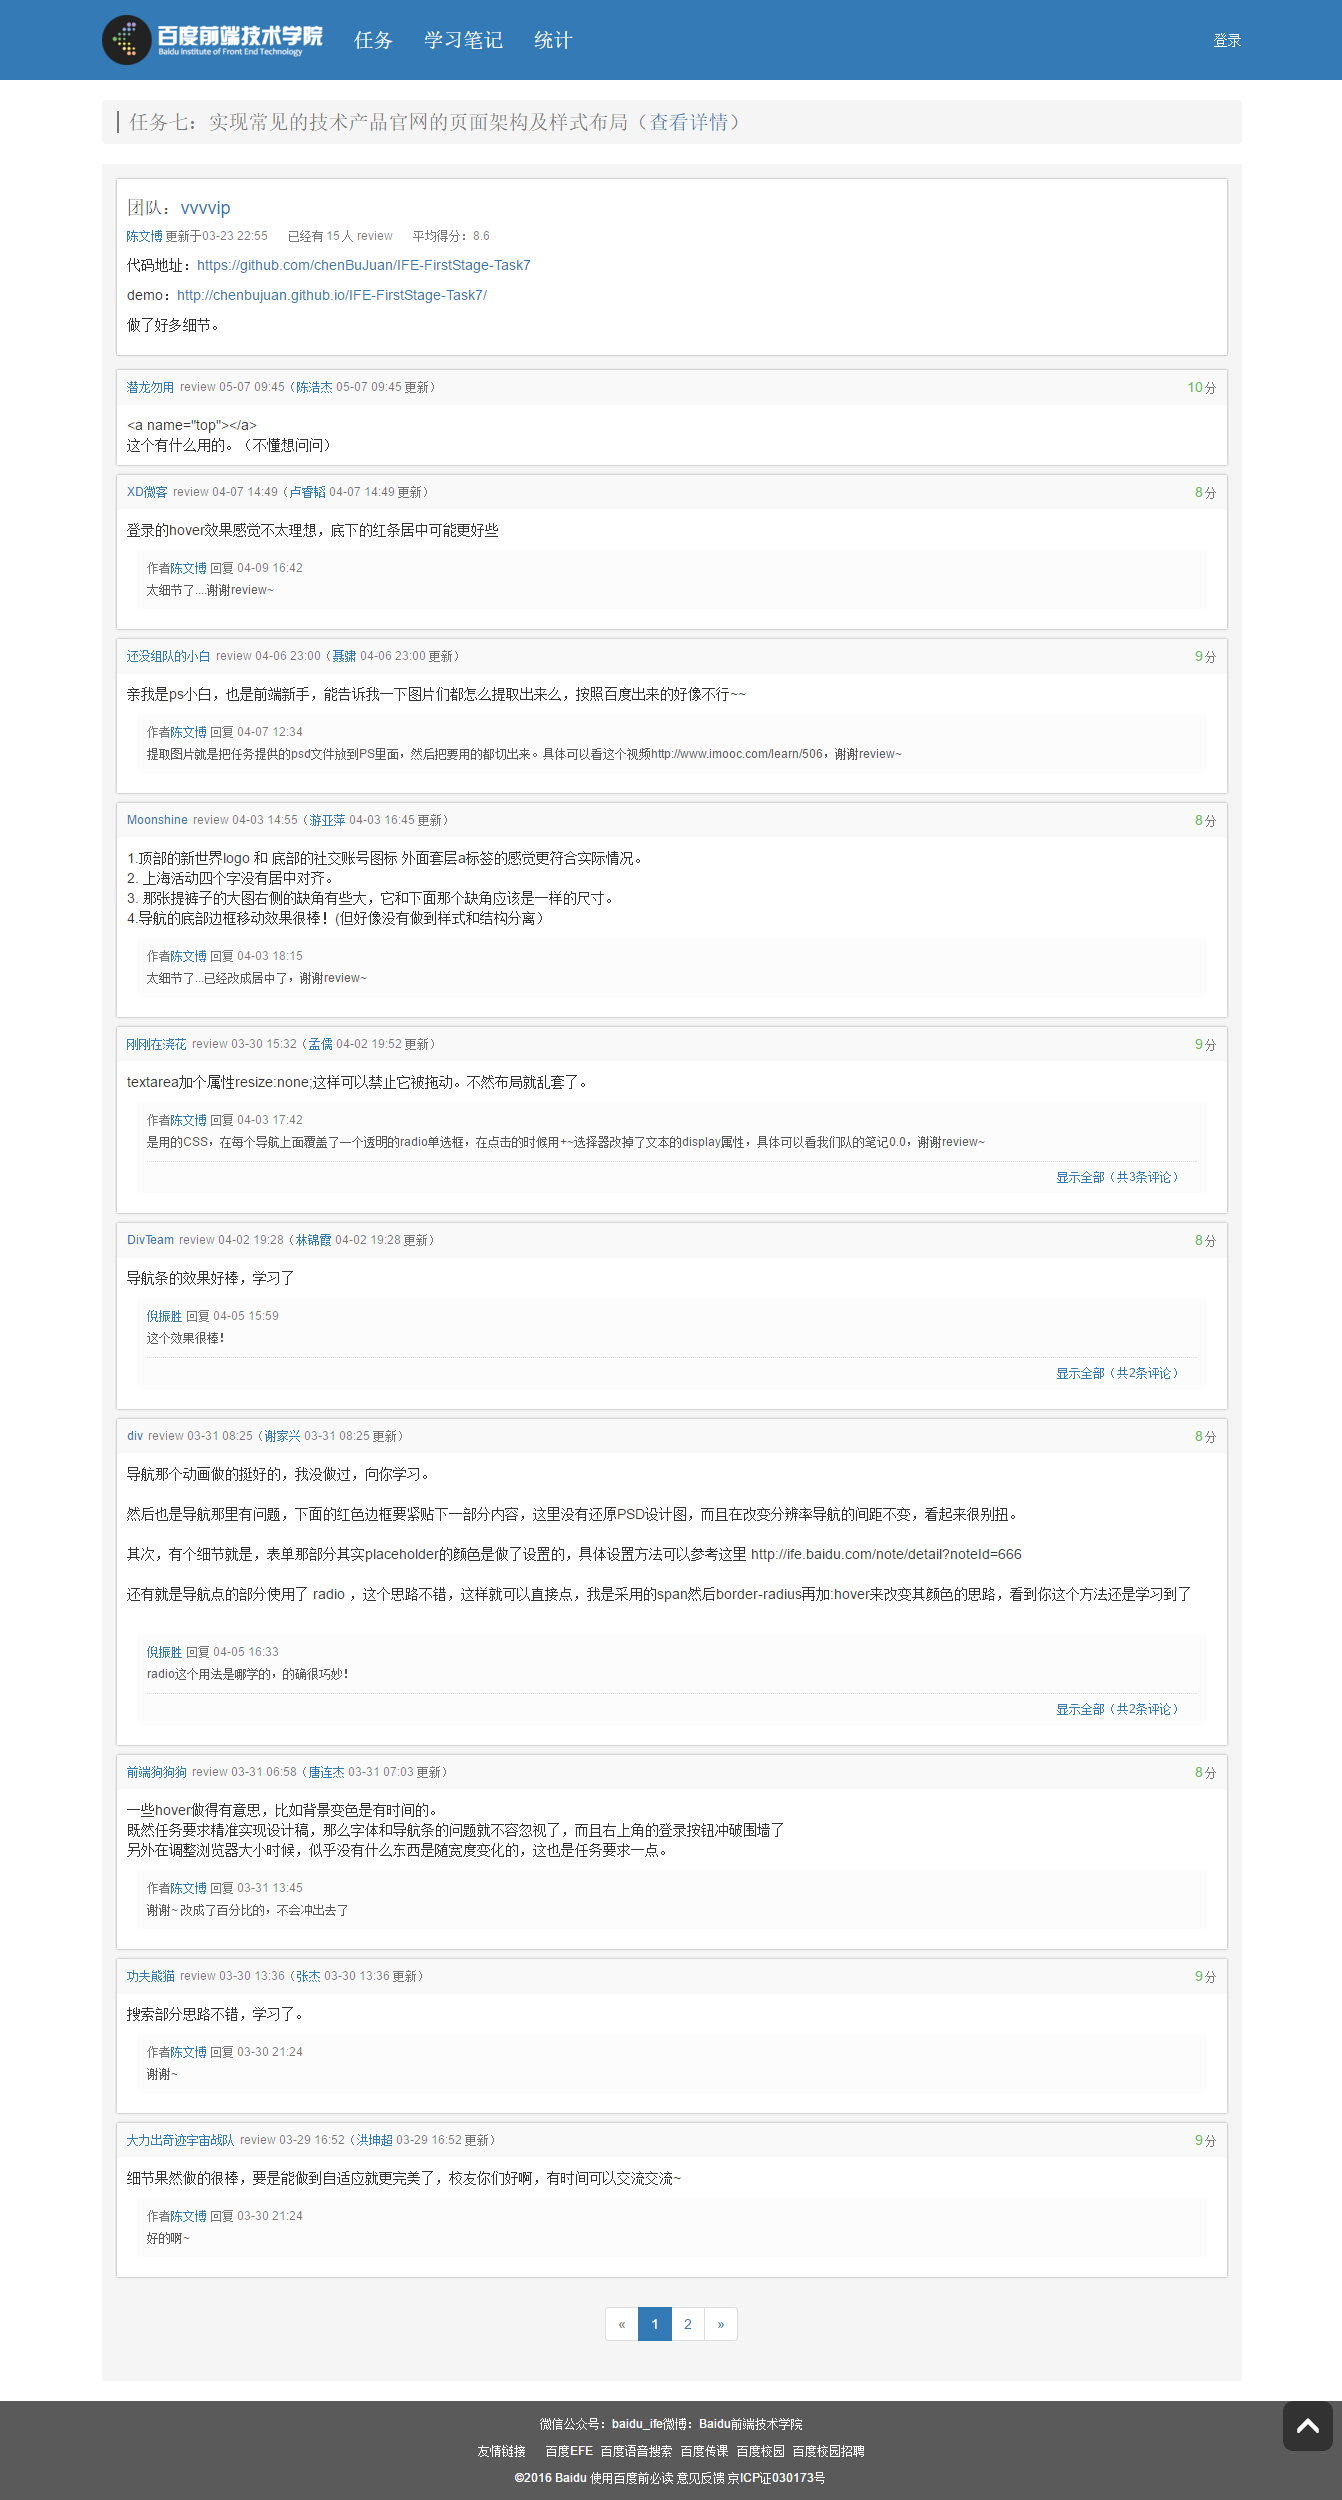 百度前端技术学院
Baidu Institute of Front End Technology
任务 学习笔记 统计 登录
任务七：实现常见的技术产品官网的页面架构及样式布局（查看详情）
团队：vvvvip
陈文博 更新于03-23 22:55 已经有 15 人 review 平均得分：8.6
代码地址：https://github.com/chenBuJuan/IFE-FirstStage-Task7
demo：http://chenbujuan.github.io/IFE-FirstStage-Task7/
做了好多细节。
潜龙勿用 review 05-07 09:45（陈浩杰 05-07 09:45 更新） 10 分
<a name="top"></a>
这个有什么用的。（不懂想问问）
XD微客 review 04-07 14:49（卢睿韬 04-07 14:49 更新） 8 分
登录的hover效果感觉不太理想，底下的红条居中可能更好些
作者陈文博 回复 04-09 16:42
太细节了....谢谢review~
还没组队的小白 review 04-06 23:00（聂骕 04-06 23:00 更新） 9 分
亲我是ps小白，也是前端新手，能告诉我一下图片们都怎么提取出来么，按照百度出来的好像不行~~
作者陈文博 回复 04-07 12:34
提取图片就是把任务提供的psd文件放到PS里面，然后把要用的都切出来。具体可以看这个视频http://www.imooc.com/learn/506，谢谢review~
Moonshine review 04-03 14:55（游亚萍 04-03 16:45 更新） 8 分
1.顶部的新世界logo 和 底部的社交账号图标 外面套层a标签的感觉更符合实际情况。
2. 上海活动四个字没有居中对齐。
3. 那张提裤子的大图右侧的缺角有些大，它和下面那个缺角应该是一样的尺寸。
4.导航的底部边框移动效果很棒！(但好像没有做到样式和结构分离）
作者陈文博 回复 04-03 18:15
太细节了...已经改成居中了，谢谢review~
刚刚在浇花 review 03-30 15:32（孟儒 04-02 19:52 更新） 9 分
textarea加个属性resize:none;这样可以禁止它被拖动。不然布局就乱套了。
作者陈文博 回复 04-03 17:42
是用的CSS，在每个导航上面覆盖了一个透明的radio单选框，在点击的时候用+~选择器改掉了文本的display属性，具体可以看我们队的笔记0.0，谢谢review~
显示全部（共3条评论）
DivTeam review 04-02 19:28（林锦霞 04-02 19:28 更新） 8 分
导航条的效果好棒，学习了
倪振胜 回复 04-05 15:59
这个效果很棒！
显示全部（共2条评论）
div review 03-31 08:25（谢家兴 03-31 08:25 更新） 8 分
导航那个动画做的挺好的，我没做过，向你学习。
然后也是导航那里有问题，下面的红色边框要紧贴下一部分内容，这里没有还原PSD设计图，而且在改变分辨率导航的间距不变，看起来很别扭。
其次，有个细节就是，表单那部分其实placeholder的颜色是做了设置的，具体设置方法可以参考这里 http://ife.baidu.com/note/detail?noteId=666
还有就是导航点的部分使用了 radio ，这个思路不错，这样就可以直接点，我是采用的span然后border-radius再加:hover来改变其颜色的思路，看到你这个方法还是学习到了
倪振胜 回复 04-05 16:33
radio这个用法是哪学的，的确很巧妙！
显示全部（共2条评论）
前端狗狗狗 review 03-31 06:58（唐连杰 03-31 07:03 更新） 8 分
一些hover做得有意思，比如背景变色是有时间的。
既然任务要求精准实现设计稿，那么字体和导航条的问题就不容忽视了，而且右上角的登录按钮冲破围墙了
另外在调整浏览器大小时候，似乎没有什么东西是随宽度变化的，这也是任务要求一点。
作者陈文博 回复 03-31 13:45
谢谢~ 改成了百分比的，不会冲出去了
功夫熊猫 review 03-30 13:36（张杰 03-30 13:36 更新） 9 分
搜索部分思路不错，学习了。
作者陈文博 回复 03-30 21:24
谢谢~
大力出奇迹宇宙战队 review 03-29 16:52（洪坤超 03-29 16:52 更新） 9 分
细节果然做的很棒，要是能做到自适应就更完美了，校友你们好啊，有时间可以交流交流~
作者陈文博 回复 03-30 21:24
好的啊~
« 1 2 »
微信公众号：baidu_ife微博：Baidu前端技术学院
友情链接 百度EFE 百度语音搜索 百度传课 百度校园 百度校园招聘
©2016 Baidu 使用百度前必读 意见反馈 京ICP证030173号